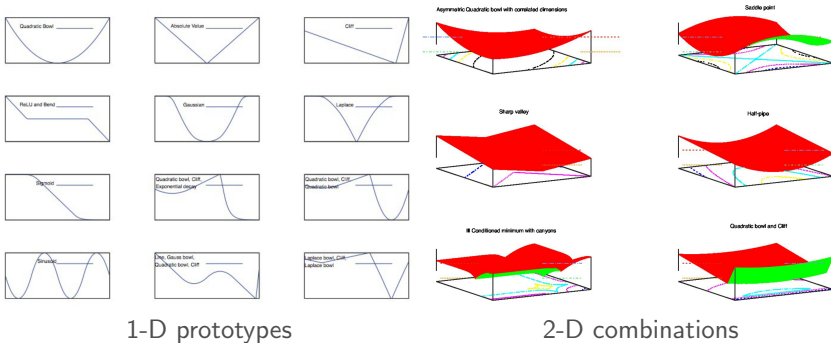 Quadratic Bowl
Absolute Value
Cliff
ReLU and Bend
Gaussian
Laplace
Sigmoid
Quadratic bowl, Cliff,
Exponential decay
Quadratic bowl, Cliff,
Quadratic bowl
Sinusoid
Line, Gauss bowl,
Quadratic bowl, Cliff
Laplace bowl, Cliff,
Laplace bowl
1-D prototypes
Asymmetric Quadratic bowl with correlated dimensions
Saddle point
Sharp valley
Half-pipe
Ill Conditioned minimum with canyons
Quadratic bowl and Cliff
2-D combinations